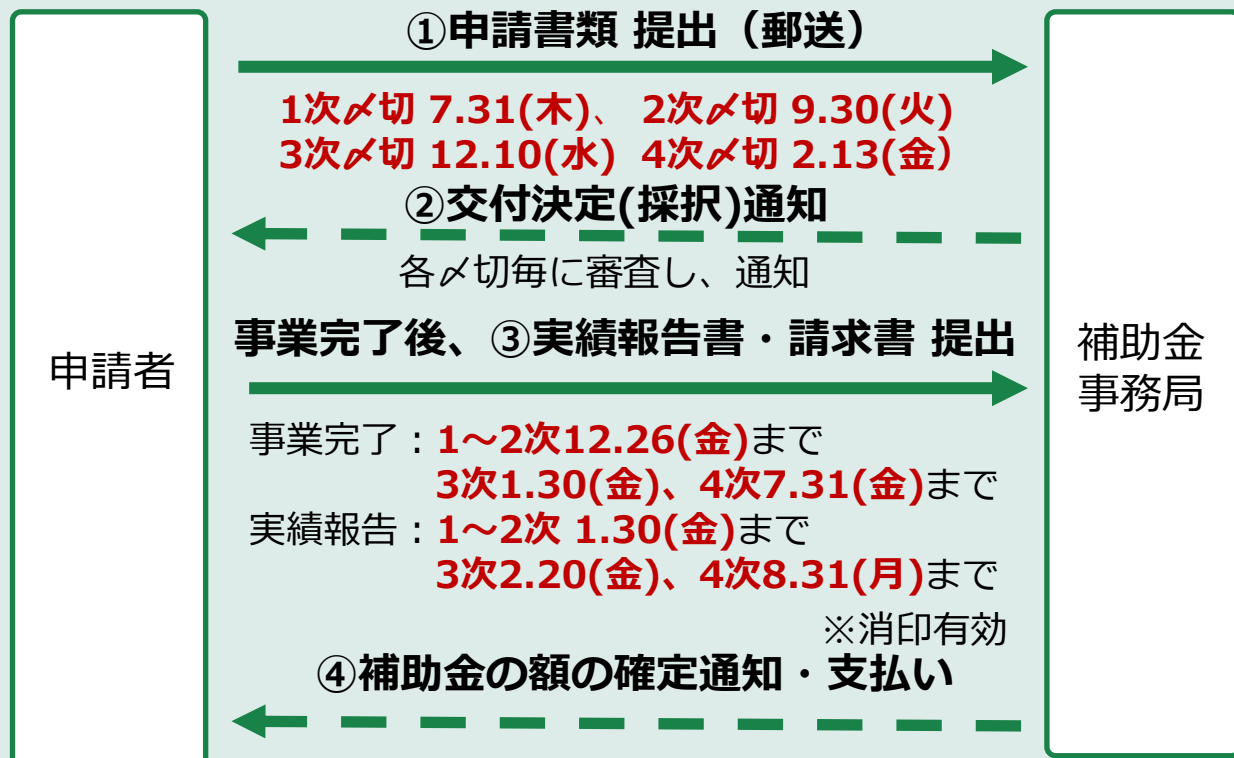 ①申請書類 提出（郵送）
1次〆切 7.31(木)、 2次〆切 9.30(火)
3次〆切 12.10(水) 4次〆切 2.13(金）
②交付決定(採択)通知
各〆切毎に審査し、通知
事業完了後、③実績報告書・請求書 提出
申請者
補助金
事務局
事業完了：1～2次12.26(金)まで
3次1.30(金)、4次7.31(金)まで
実績報告：1～2次 1.30(金)まで
3次2.20(金)、4次8.31(月)まで
※消印有効
④補助金の額の確定通知・支払い